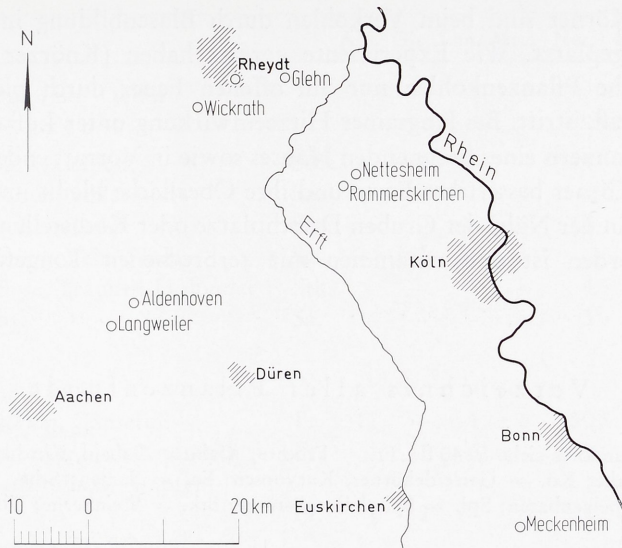 N
Rheydt
Glehn
Wickrath
Rhein
Nettesheim
Rommerskirchen
Erft
Köln
Aldenhoven
Langweiler
Düren
Aachen
Bonn
Euskirchen
10 0 20 km
Meckenheim